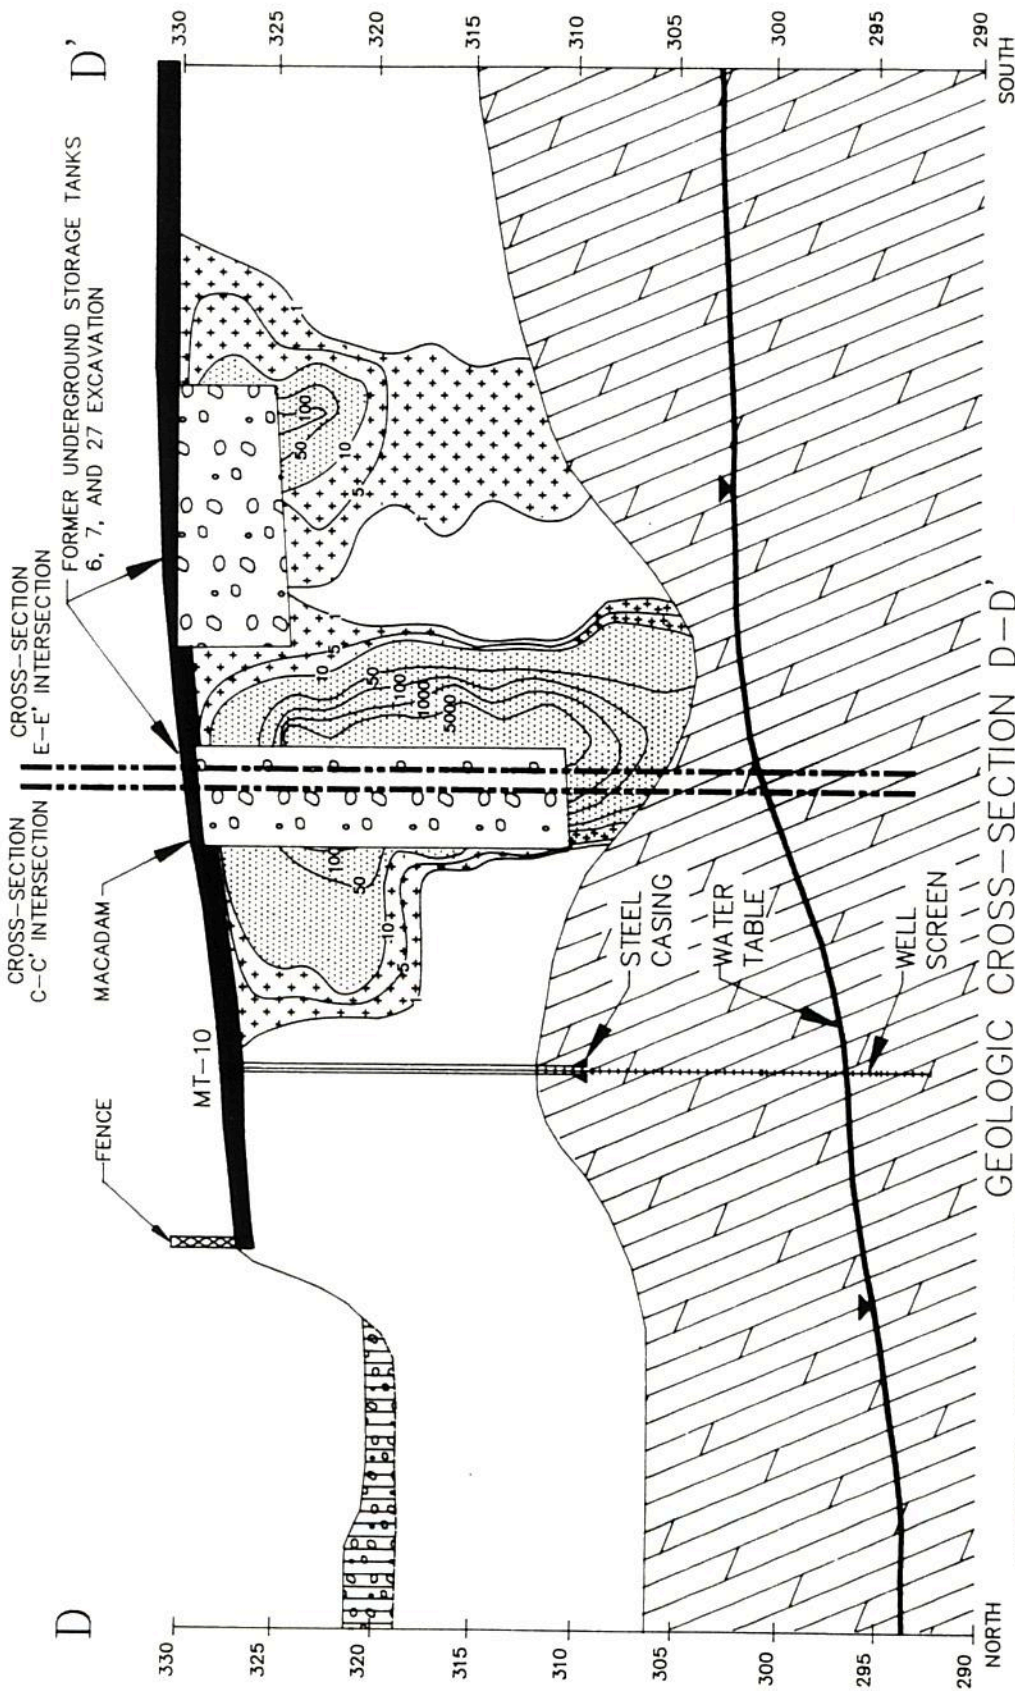 D
D'
CROSS-SECTION
C-C' INTERSECTION
CROSS-SECTION
E-E' INTERSECTION
FORMER UNDERGROUND STORAGE TANKS
6, 7, AND 27 EXCAVATION
MACADAM
FENCE
MT-10
330
325
320
315
310
305
300
295
290
NORTH
330
325
320
315
310
305
300
295
290
SOUTH
100
50
10
5
1
5
10
50
100
1000
5000
1
5
10
50
100
1
STEEL
CASING
WATER
TABLE
WELL
SCREEN
GEOLOGIC CROSS-SECTION D-D'